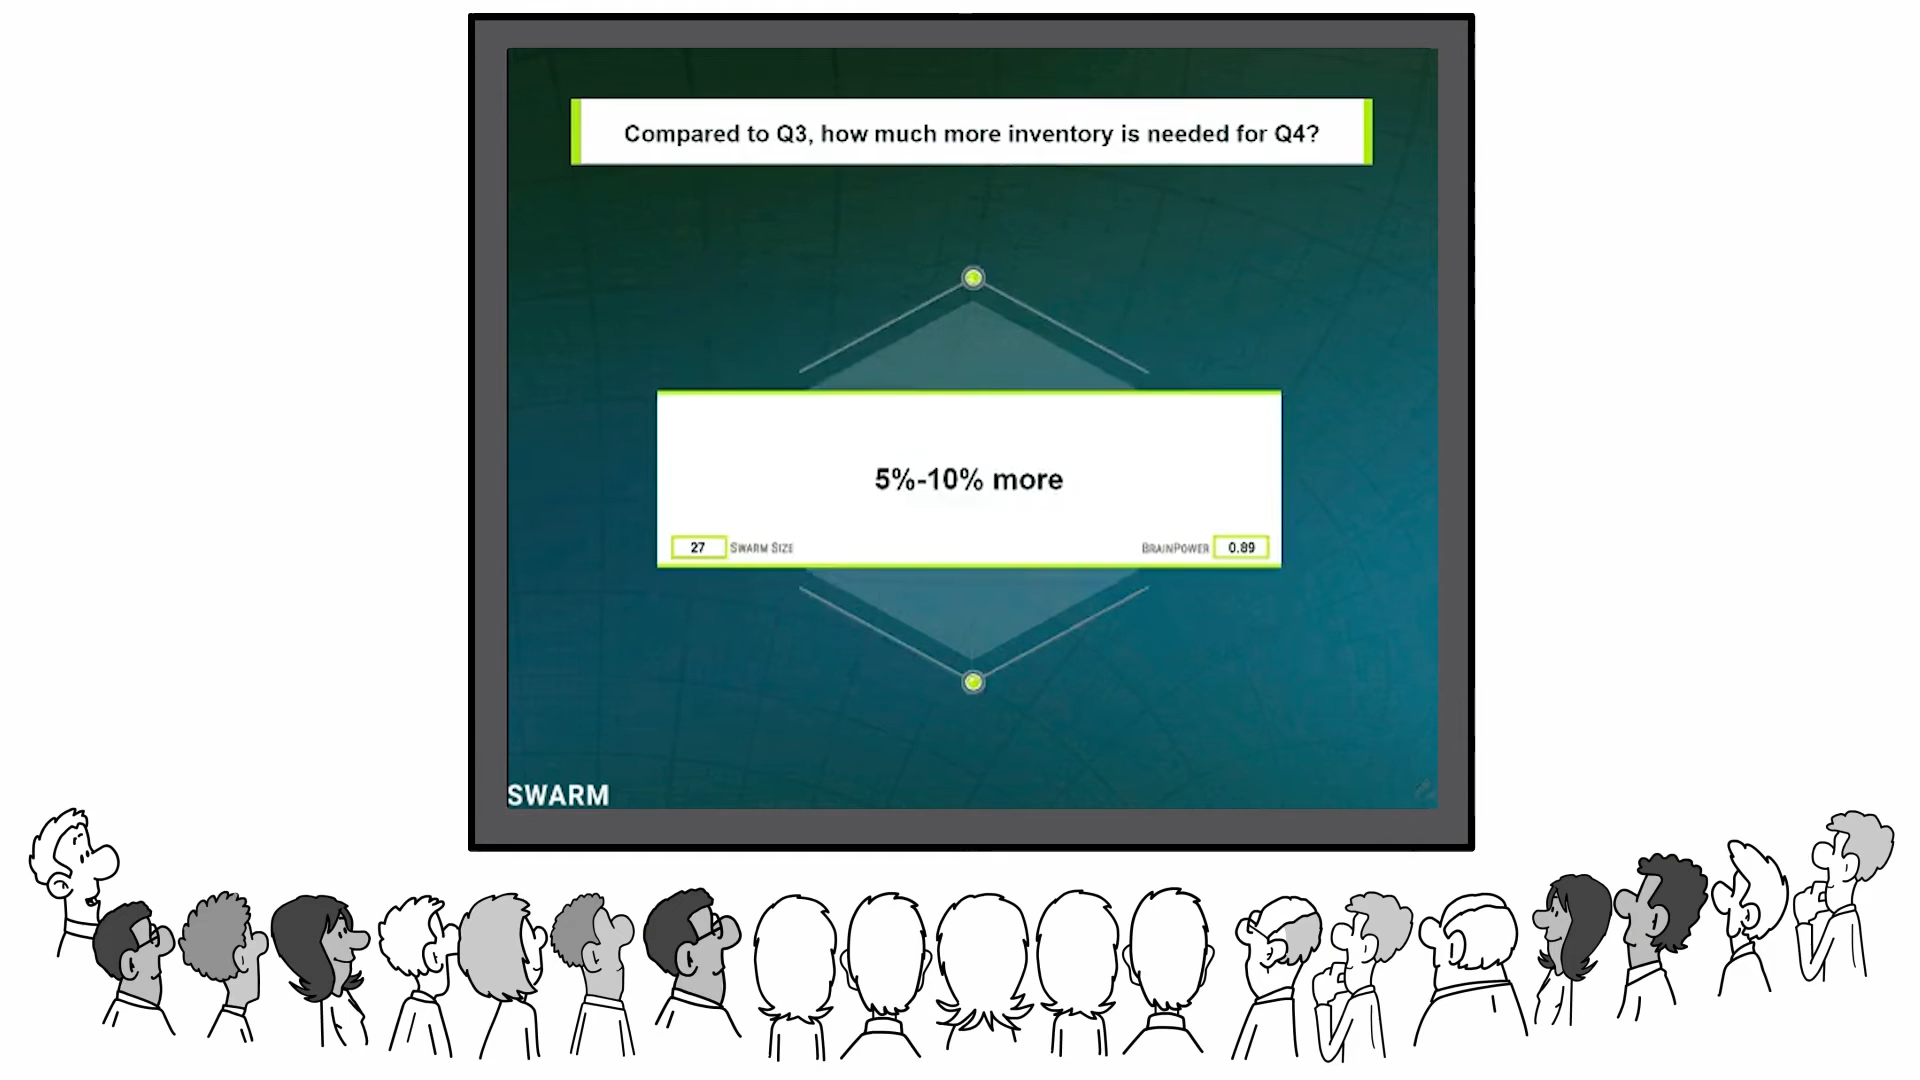 Compared to Q3, how much more inventory is needed for Q4?
5%-10% more
27 SWARM SIZE
BRAINPOWER 0.89
SWARM